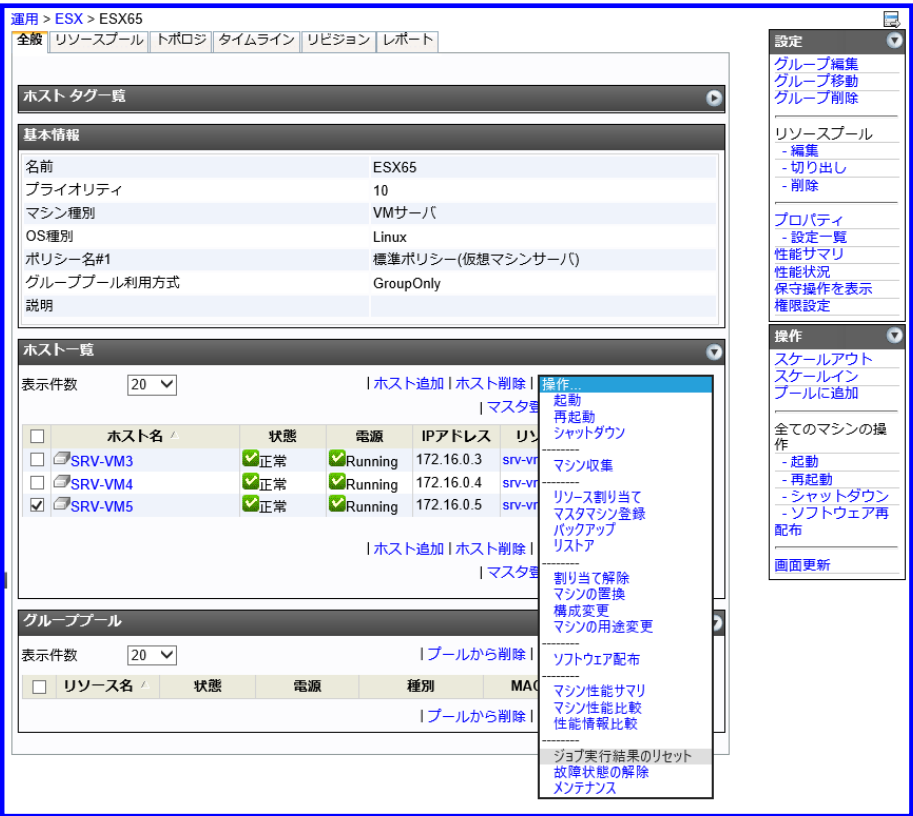 運用 > ESX > ESX65
全般 リソースプール トポロジ タイムライン リビジョン レポート
ホスト タグ一覧
基本情報
名前 ESX65
プライオリティ 10
マシン種別 VMサーバ
OS種別 Linux
ポリシー名#1 標準ポリシー(仮想マシンサーバ)
グループプール利用方式 GroupOnly
説明
ホスト一覧
表示件数 20 | ホスト追加 | ホスト削除 |
| マスタ登
ホスト名 状態 電源 IPアドレス リソ
SRV-VM3 正常 Running 172.16.0.3 srv-vr
SRV-VM4 正常 Running 172.16.0.4 srv-vr
SRV-VM5 正常 Running 172.16.0.5 srv-vr
| ホスト追加 | ホスト削除 |
| マスタ登
グループプール
表示件数 20 | プールから削除 |
リソース名 状態 電源 種別 MAC
| プールから削除 |
操作...
起動
再起動
シャットダウン
--------
マシン収集
--------
リソース割り当て
マスタマシン登録
バックアップ
リストア
--------
割り当て解除
マシンの置換
構成変更
マシンの用途変更
--------
ソフトウェア配布
--------
マシン性能サマリ
マシン性能比較
性能情報比較
--------
ジョブ実行結果のリセット
故障状態の解除
メンテナンス
設定
グループ編集
グループ移動
グループ削除
リソースプール
- 編集
- 切り出し
- 削除
プロパティ
- 設定一覧
性能サマリ
性能状況
保守操作を表示
権限設定
操作
スケールアウト
スケールイン
プールに追加
全てのマシンの操
作
- 起動
- 再起動
- シャットダウン
- ソフトウェア再
配布
画面更新